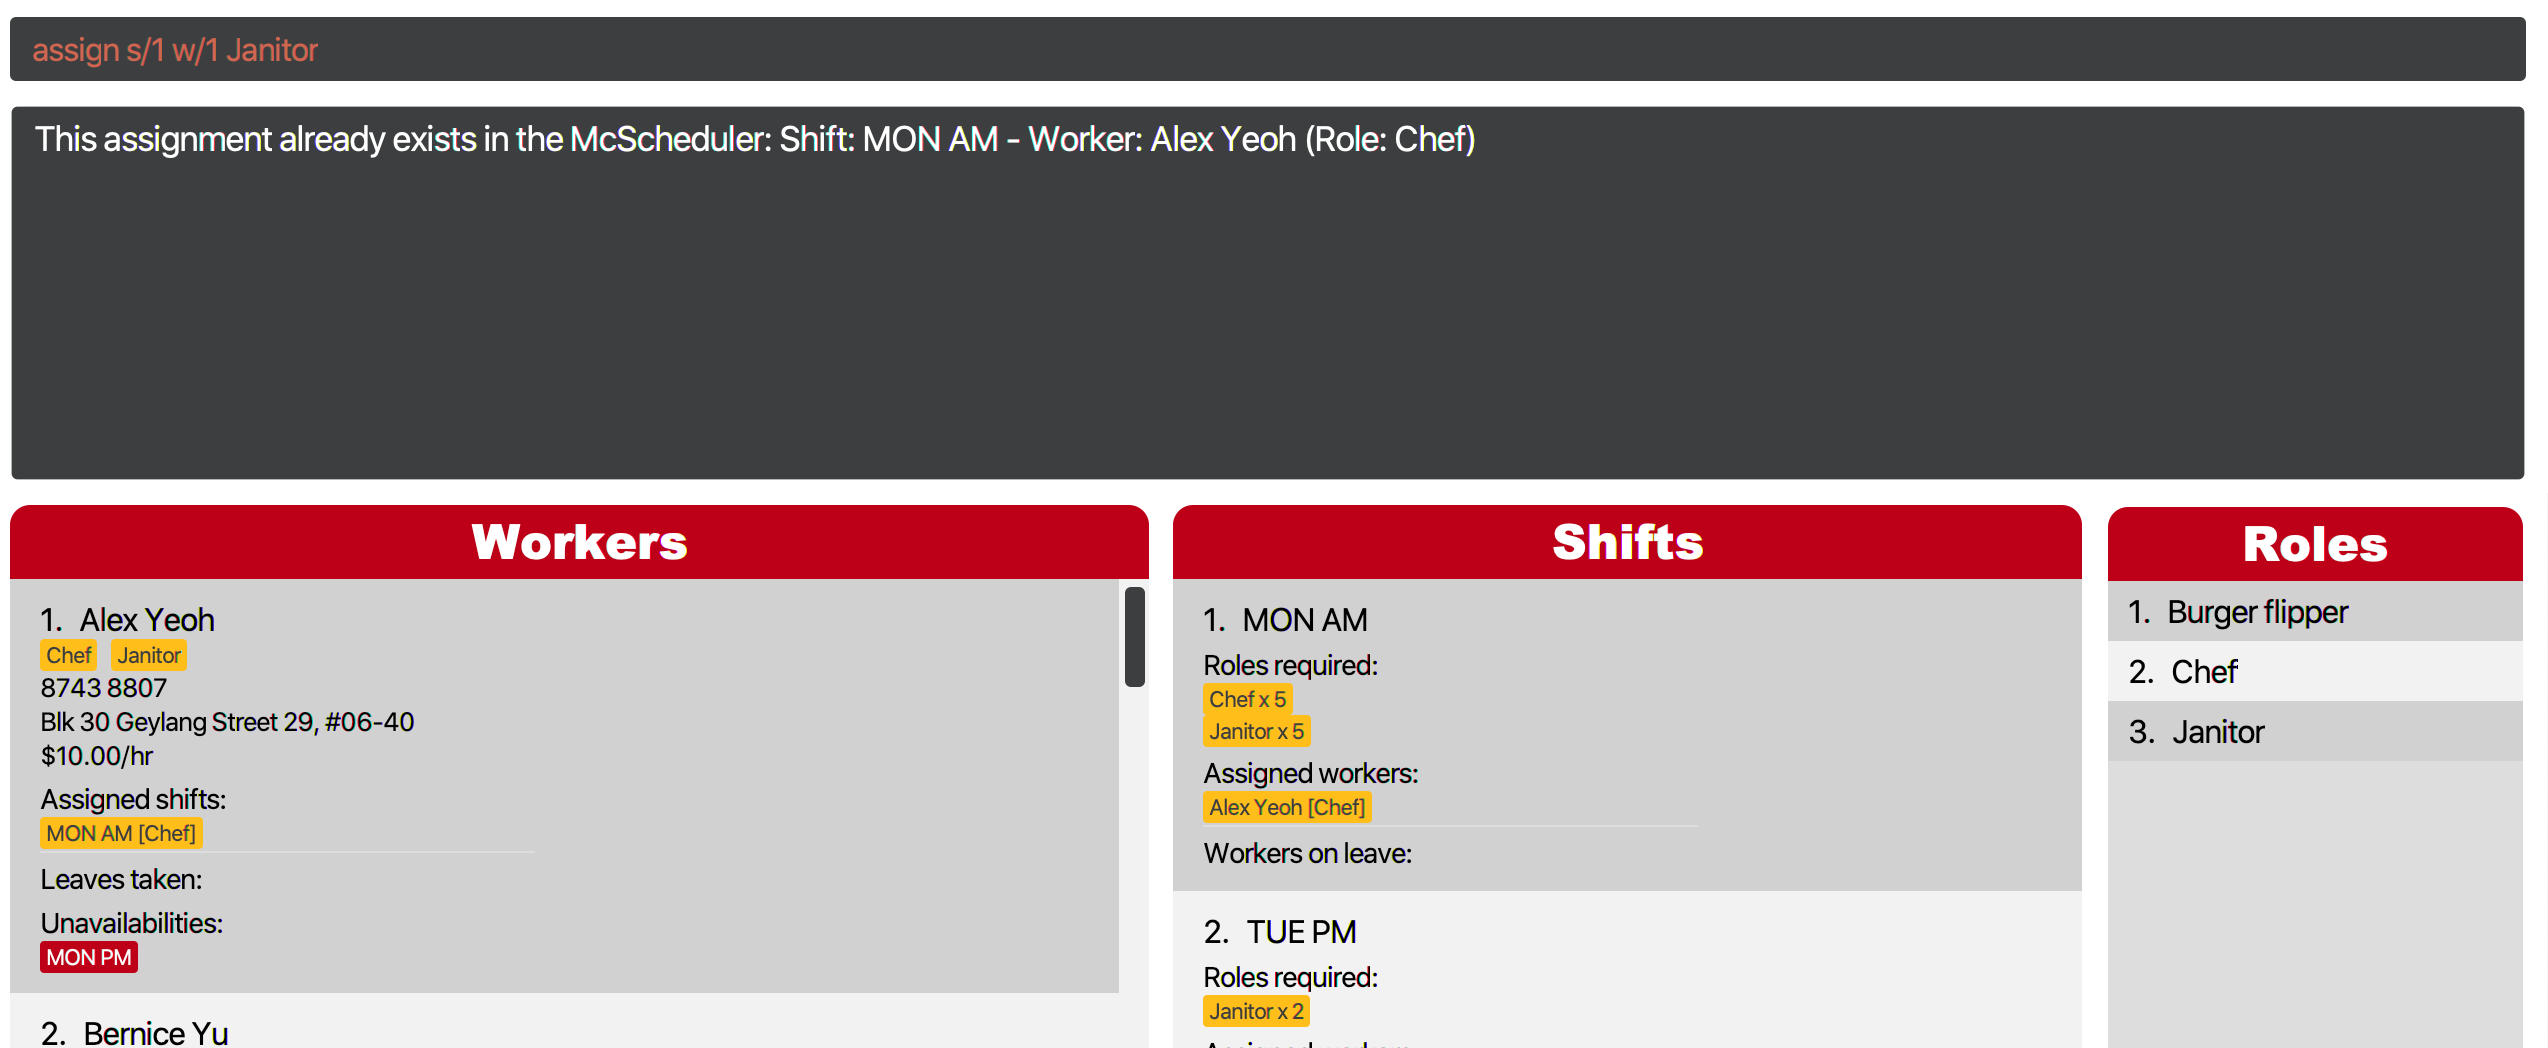 assign s/1 w/1 Janitor
This assignment already exists in the McScheduler: Shift: MON AM - Worker: Alex Yeoh (Role: Chef)
Workers
1. Alex Yeoh
Chef Janitor
8743 8807
Blk 30 Geylang Street 29, #06-40
$10.00/hr
Assigned shifts:
MON AM [Chef]
Leaves taken:
Unavailabilities:
MON PM
2. Bernice Yu
Shifts
1. MON AM
Roles required:
Chef x 5
Janitor x 5
Assigned workers:
Alex Yeoh [Chef]
Workers on leave:
2. TUE PM
Roles required:
Janitor x 2
Roles
1. Burger flipper
2. Chef
3. Janitor